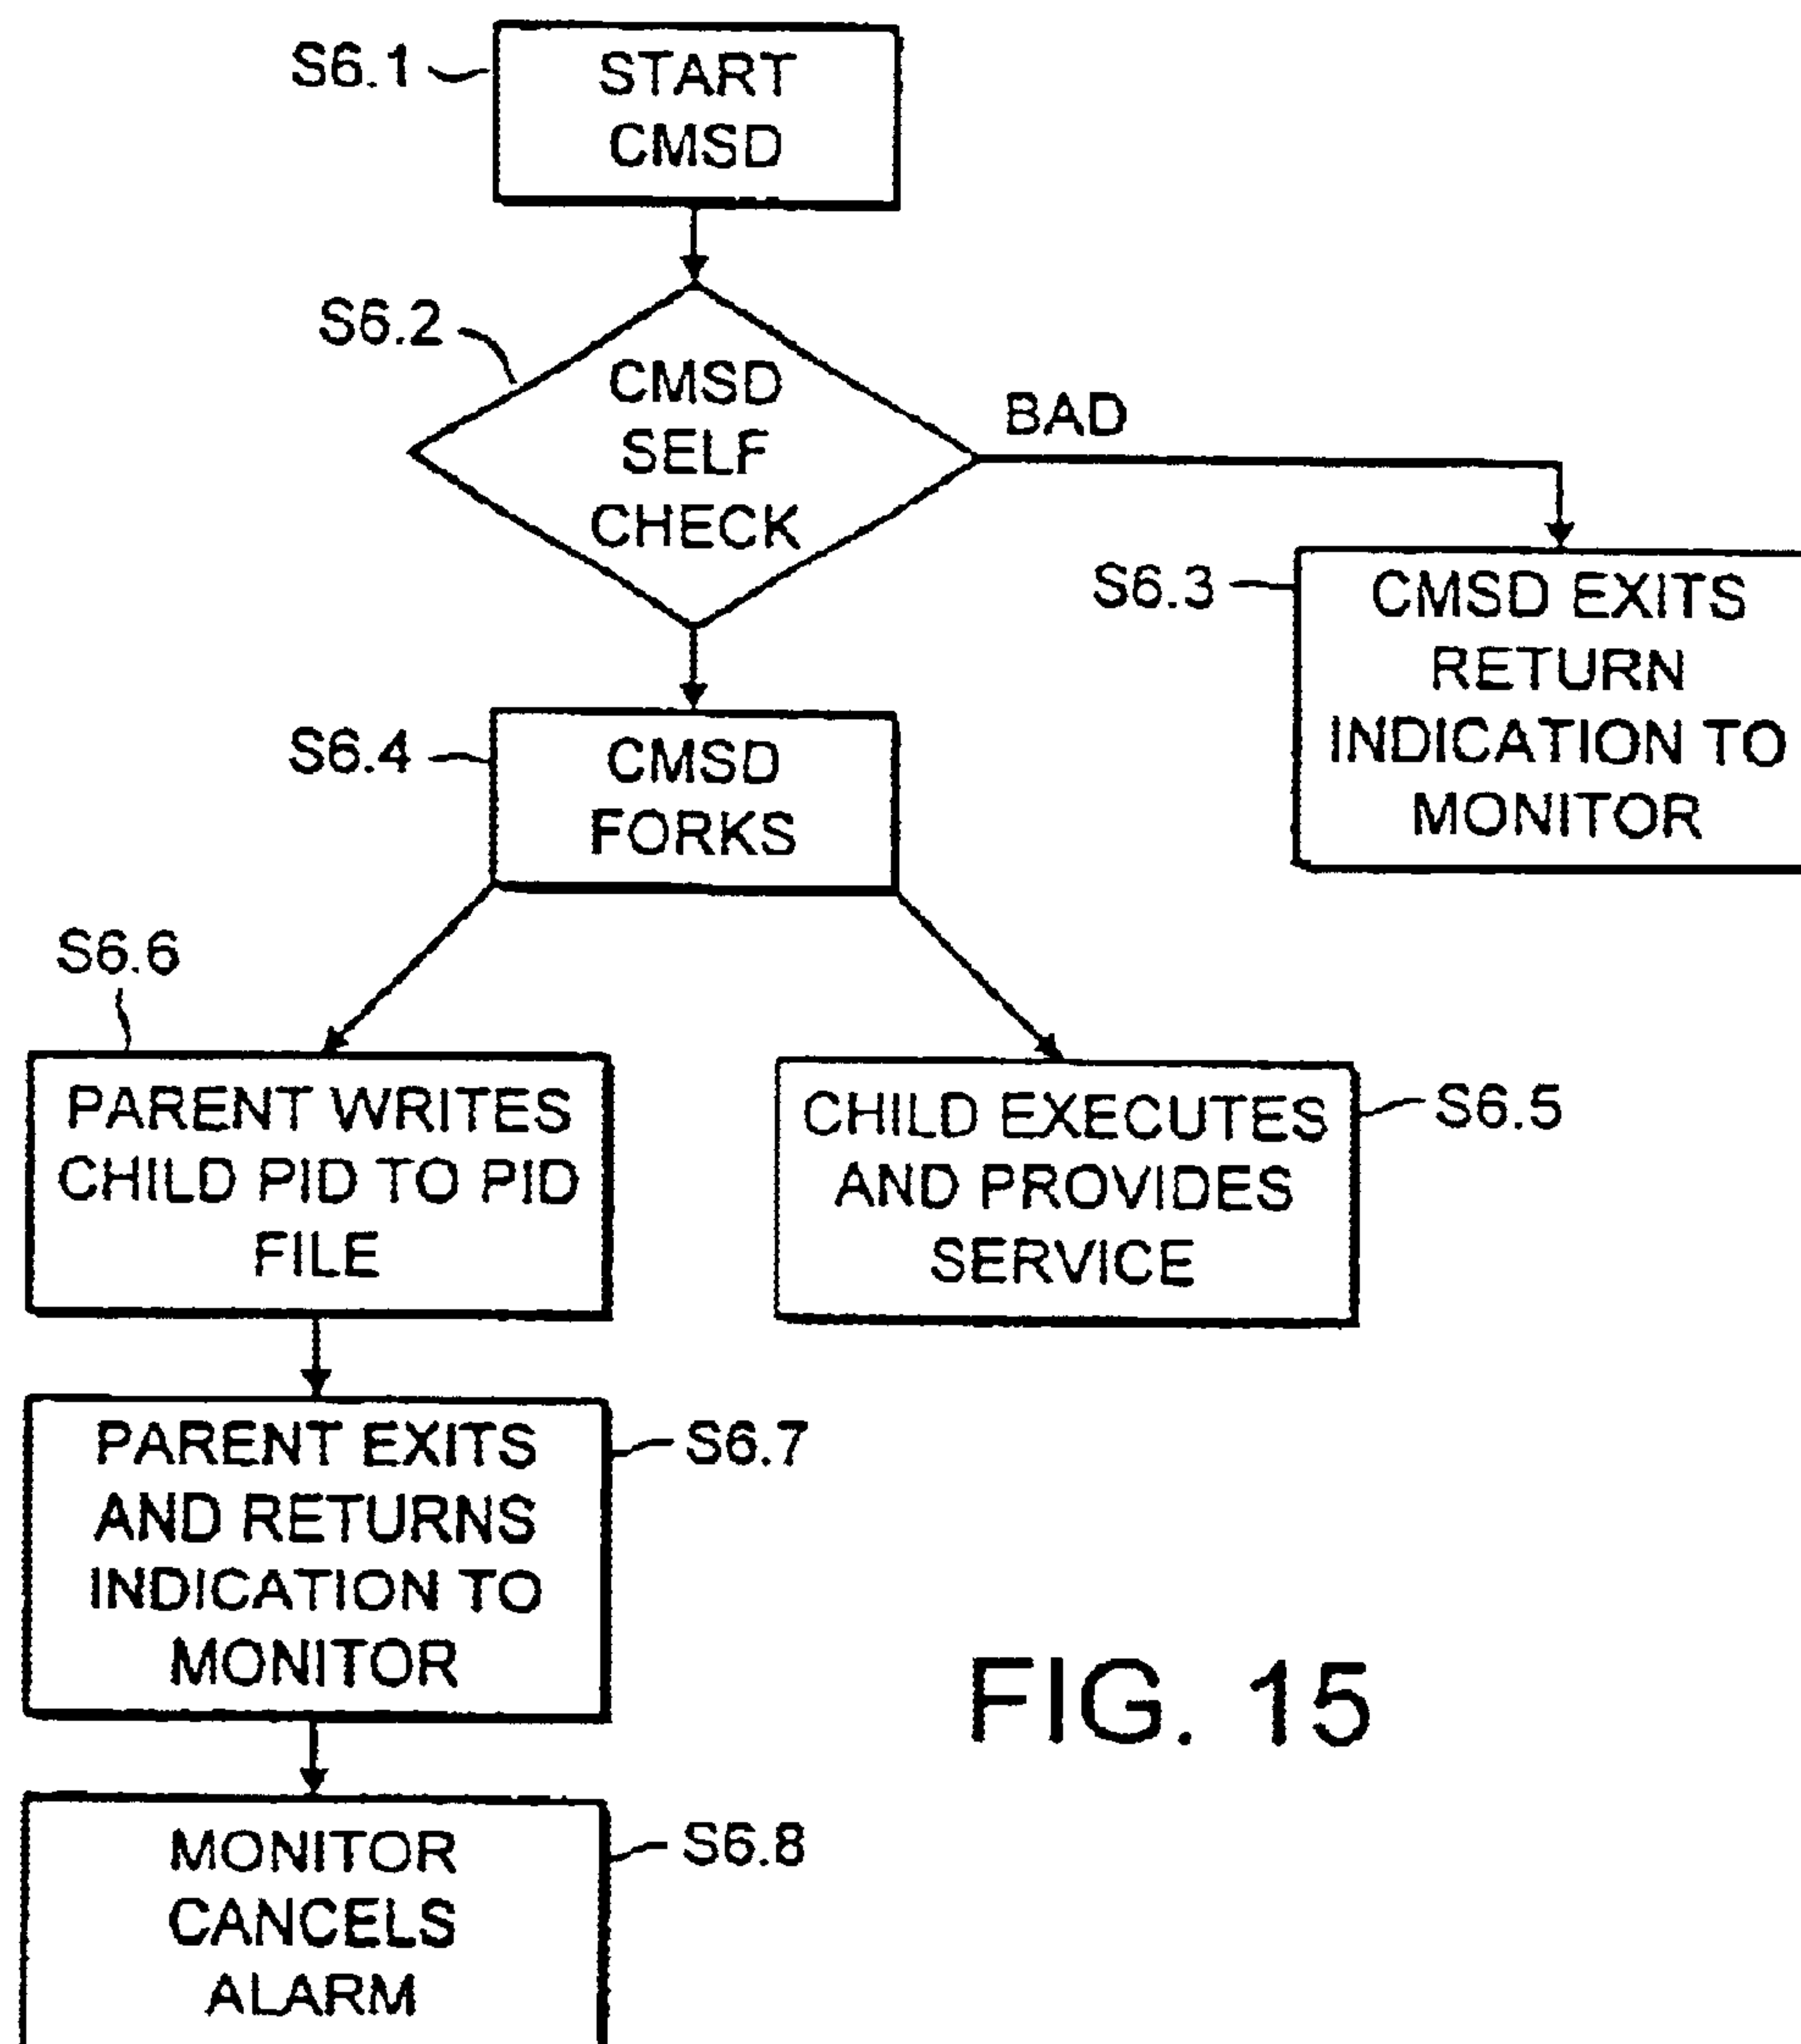 S6.1
START
CMSD
S6.2
CMSD
SELF
CHECK
BAD
S6.3
CMSD EXITS
RETURN
INDICATION TO
MONITOR
S6.4
CMSD
FORKS
S6.6
PARENT WRITES
CHILD PID TO PID
FILE
CHILD EXECUTES
AND PROVIDES
SERVICE
S6.5
PARENT EXITS
AND RETURNS
INDICATION TO
MONITOR
S6.7
FIG. 15
MONITOR
CANCELS
ALARM
S6.8